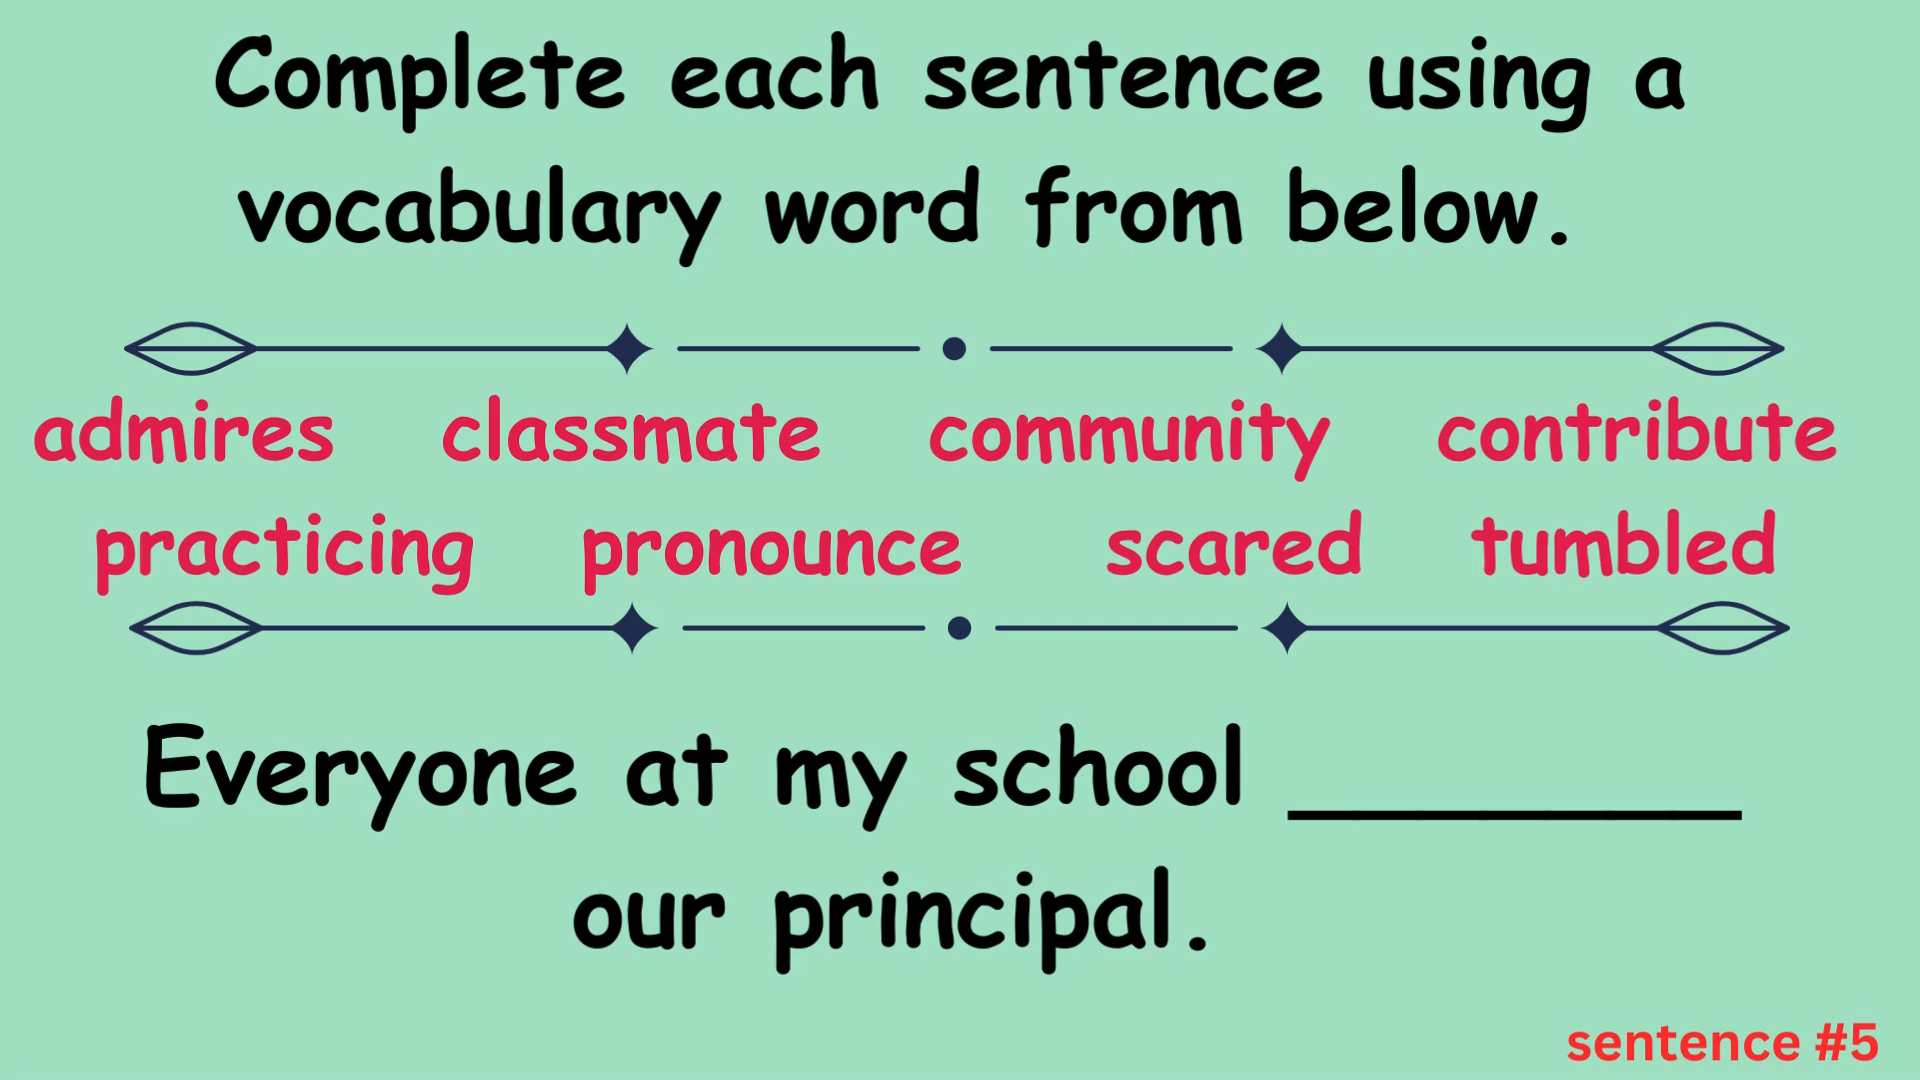 Complete each sentence using a
vocabulary word from below.
admires classmate community contribute
practicing pronounce scared tumbled
Everyone at my school __________
our principal.
sentence #5